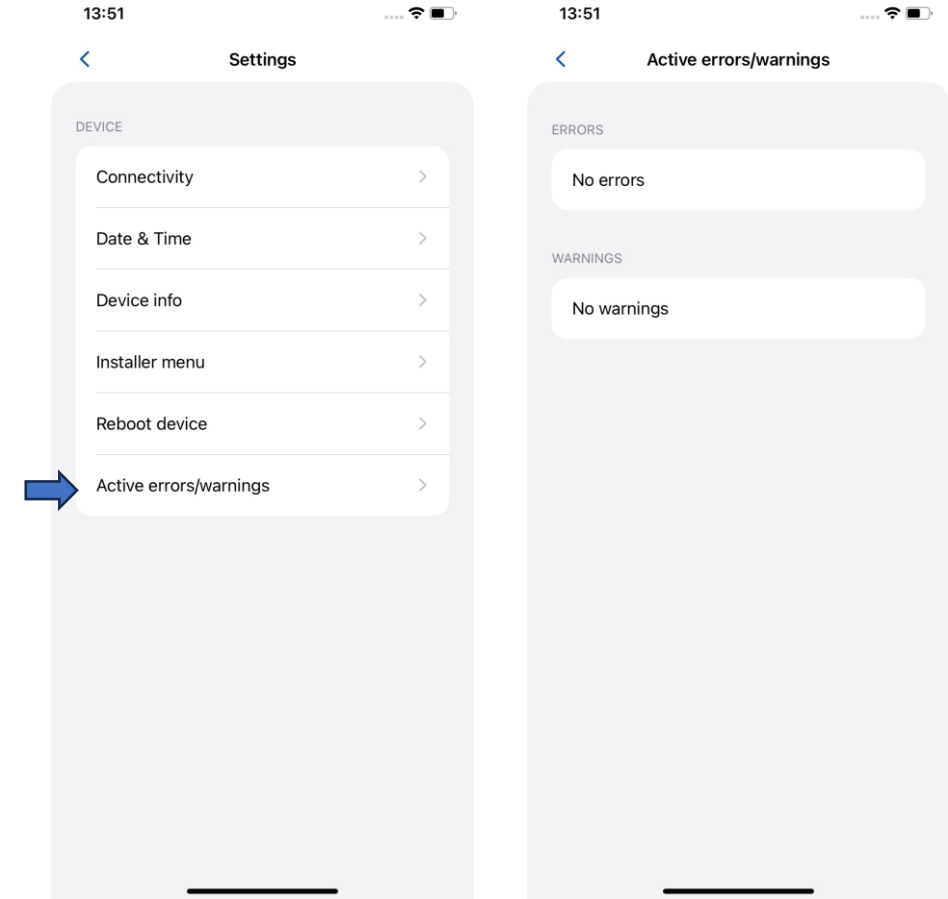 13:51
Settings
DEVICE
Connectivity
Date & Time
Device info
Installer menu
Reboot device
Active errors/warnings
13:51
Active errors/warnings
ERRORS
No errors
WARNINGS
No warnings